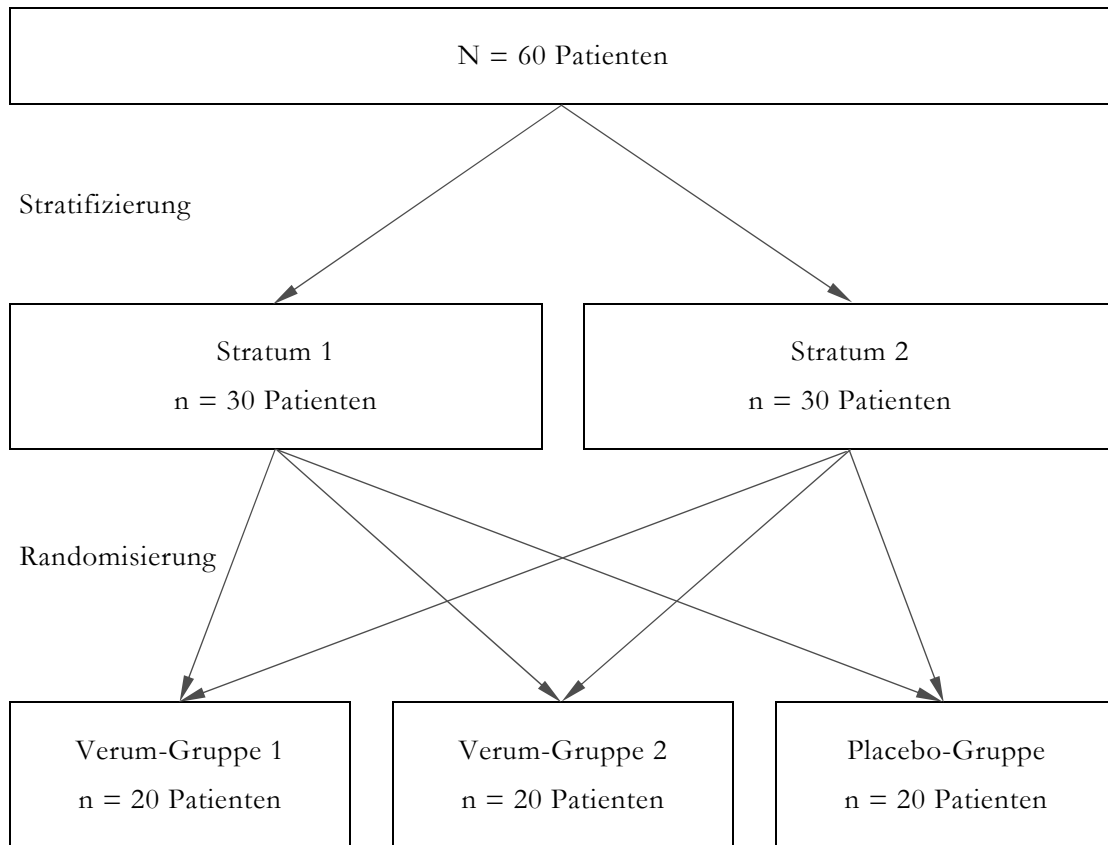 N = 60 Patienten
Stratifizierung
Stratum 1
n = 30 Patienten
Stratum 2
n = 30 Patienten
Randomisierung
Verum-Gruppe 1
n = 20 Patienten
Verum-Gruppe 2
n = 20 Patienten
Placebo-Gruppe
n = 20 Patienten